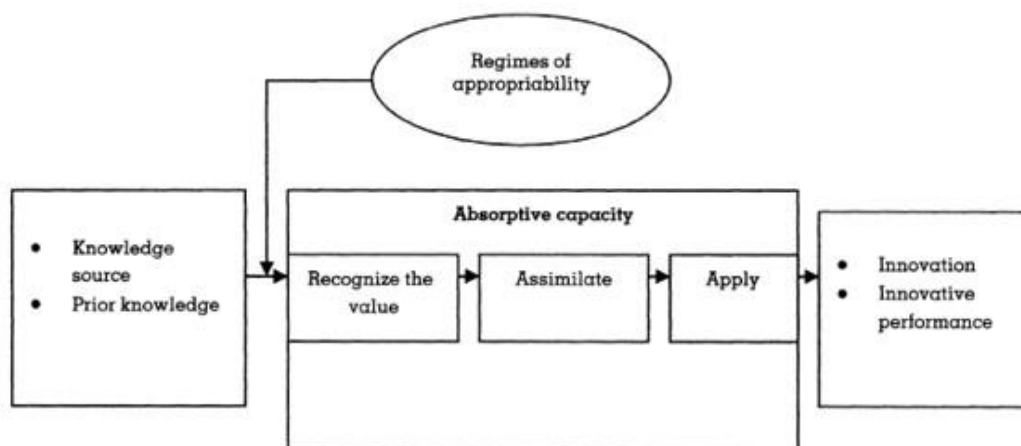 Regimes of
appropriability
Absorptive capacity
● Knowledge
source
● Prior knowledge
Recognize the
value
Assimilate
Apply
● Innovation
● Innovative
performance